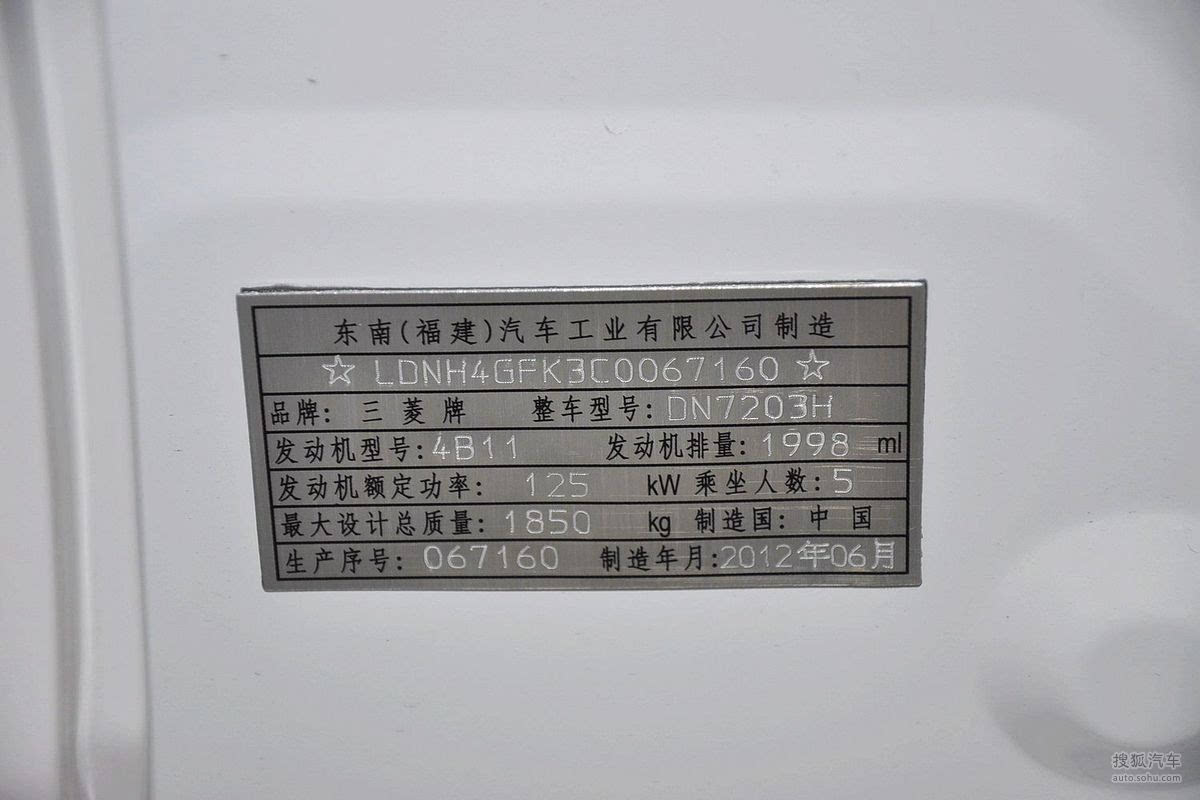 东南(福建)汽车工业有限公司制造
☆ LDNH4GFK3C0067160 ☆
品牌: 三菱牌 整车型号: DN7203H
发动机型号: 4B11 发动机排量: 1998 ml
发动机额定功率: 125 kW 乘坐人数: 5
最大设计总质量: 1850 kg 制造国: 中国
生产序号: 067160 制造年月: 2012年06月
搜狐汽车
auto.sohu.com